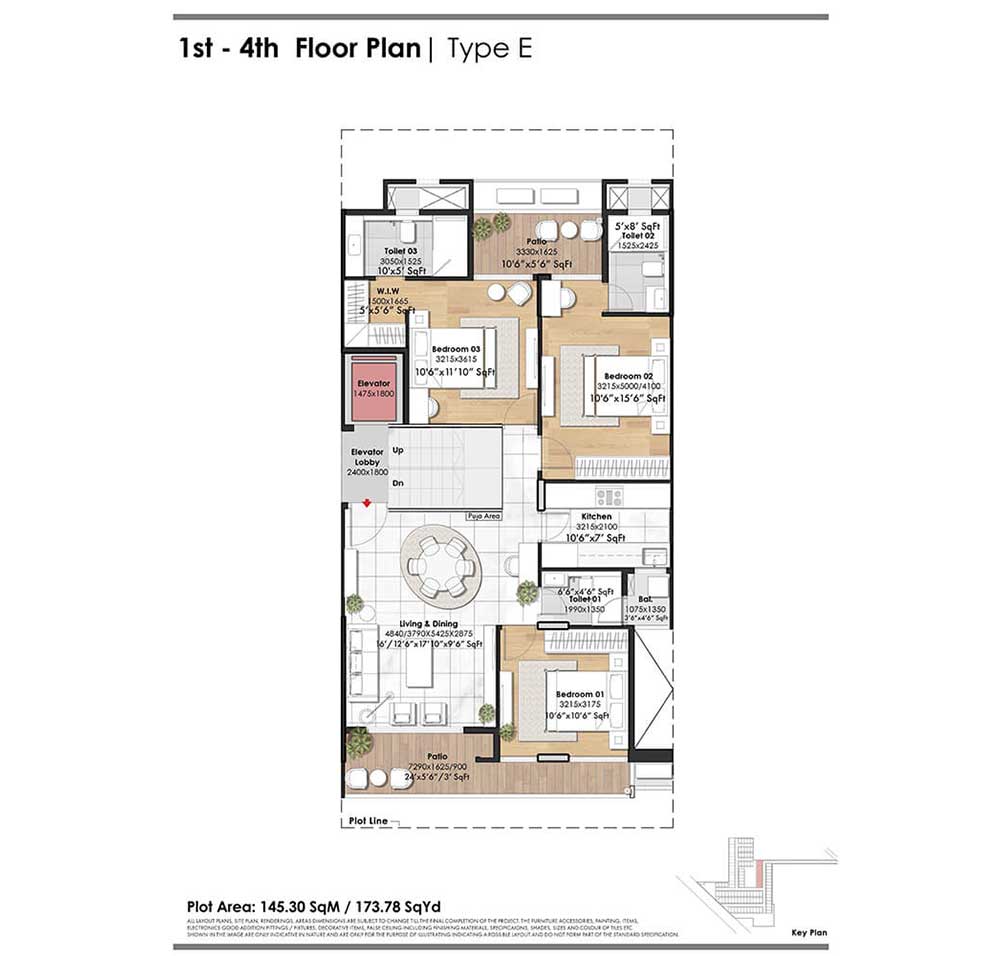 1st - 4th Floor Plan | Type E
5'x8' SqFt
Toilet 02
1525x2425
Patio
3330x1625
10'6"x5'6" SqFt
Toilet 03
3050x1525
10'x5' SqFt
W.I.W
1500x1665
5'x5'6" SqFt
Bedroom 03
3215x3615
10'6"x11'10" SqFt
Bedroom 02
3215x5000/4100
10'6"x15'6" SqFt
Elevator
1475x1800
Elevator
Lobby
2400x1800
Up
Dn
Puja Area
Kitchen
3215x2100
10'6"x7' SqFt
6'6"x4'6" SqFt
Toilet 01
1990x1350
Bal.
1075x1350
3'6"x4'6" SqFt
Living & Dining
4840/3790X5425X2875
16'/12'6"x17'10"x9'6" SqFt
Bedroom 01
3215x3175
10'6"x10'6" SqFt
Patio
7290x1625/900
24'x5'6"/3' SqFt
Plot Line
Plot Area: 145.30 SqM / 173.78 SqYd
ALL LAYOUT PLANS, SITE PLAN, RENDERINGS, AREAS DIMENSIONS ARE SUBJECT TO CHANGE TILL THE FINAL COMPLETION OF THE PROJECT. THE FURNITURE ACCESSORIES, PAINTING, ITEMS,
ELECTRONICS GOOD ADDITION FITTINGS / FIXTURES, DECORATIVE ITEMS, FALSE CEILING INCLUDING FINISHING MATERIALS, SPECIFICAIONS, SHADES, SIZES AND COLOUR OF TILES ETC.
SHOWN IN THE IMAGE ARE ONLY INDICATIVE IN NATURE AND ARE ONLY FOR THE PURPOSE OF ILLUSTRATING INDICATING A POSIBLE LAYOUT AND DO NOT FORM PART OF THE STANDARD SPECIFICATION.
Key Plan